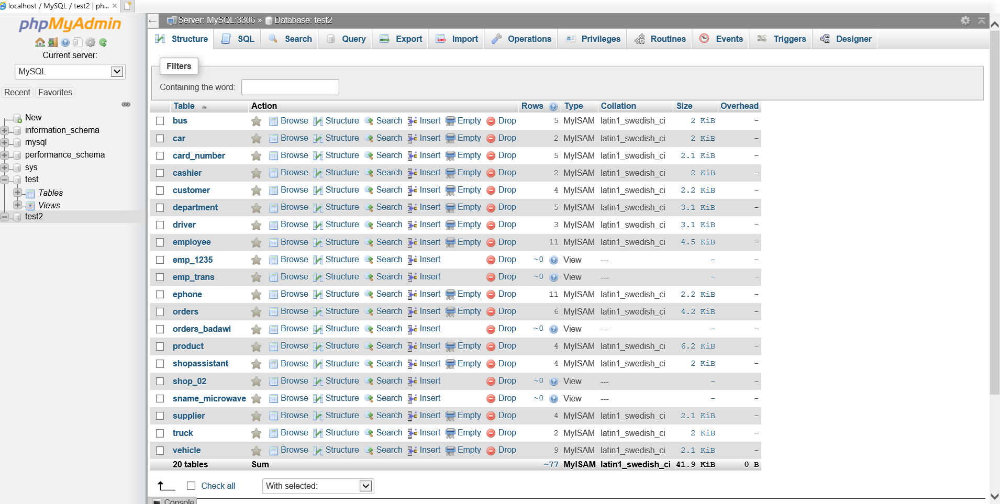 localhost / MySQL / test2 | ph...
phpMyAdmin
Current server:
MySQL
Recent Favorites
New
information_schema
mysql
performance_schema
sys
test
Tables
Views
test2
Server: MySQL:3306 » Database: test2
Structure SQL Search Query Export Import Operations Privileges Routines Events Triggers Designer
Filters
Containing the word:
Table Action Rows Type Collation Size Overhead
bus Browse Structure Search Insert Empty Drop 5 MyISAM latin1_swedish_ci 2 KiB -
car Browse Structure Search Insert Empty Drop 2 MyISAM latin1_swedish_ci 2 KiB -
card_number Browse Structure Search Insert Empty Drop 5 MyISAM latin1_swedish_ci 2.1 KiB -
cashier Browse Structure Search Insert Empty Drop 2 MyISAM latin1_swedish_ci 2 KiB -
customer Browse Structure Search Insert Empty Drop 4 MyISAM latin1_swedish_ci 2.2 KiB -
department Browse Structure Search Insert Empty Drop 5 MyISAM latin1_swedish_ci 3.1 KiB -
driver Browse Structure Search Insert Empty Drop 3 MyISAM latin1_swedish_ci 3.1 KiB -
employee Browse Structure Search Insert Empty Drop 11 MyISAM latin1_swedish_ci 4.5 KiB -
emp_1235 Browse Structure Search Insert Drop ~0 View --- - -
emp_trans Browse Structure Search Insert Drop ~0 View --- - -
ephone Browse Structure Search Insert Empty Drop 11 MyISAM latin1_swedish_ci 2.2 KiB -
orders Browse Structure Search Insert Empty Drop 6 MyISAM latin1_swedish_ci 4.2 KiB -
orders_badawi Browse Structure Search Insert Drop ~0 View --- - -
product Browse Structure Search Insert Empty Drop 4 MyISAM latin1_swedish_ci 6.2 KiB -
shopassistant Browse Structure Search Insert Empty Drop 4 MyISAM latin1_swedish_ci 2 KiB -
shop_02 Browse Structure Search Insert Drop ~0 View --- - -
sname_microwave Browse Structure Search Insert Drop ~0 View --- - -
supplier Browse Structure Search Insert Empty Drop 4 MyISAM latin1_swedish_ci 2.1 KiB -
truck Browse Structure Search Insert Empty Drop 2 MyISAM latin1_swedish_ci 2 KiB -
vehicle Browse Structure Search Insert Empty Drop 9 MyISAM latin1_swedish_ci 2.1 KiB -
20 tables Sum ~77 MyISAM latin1_swedish_ci 41.9 KiB 0 B
Check all With selected:
Console